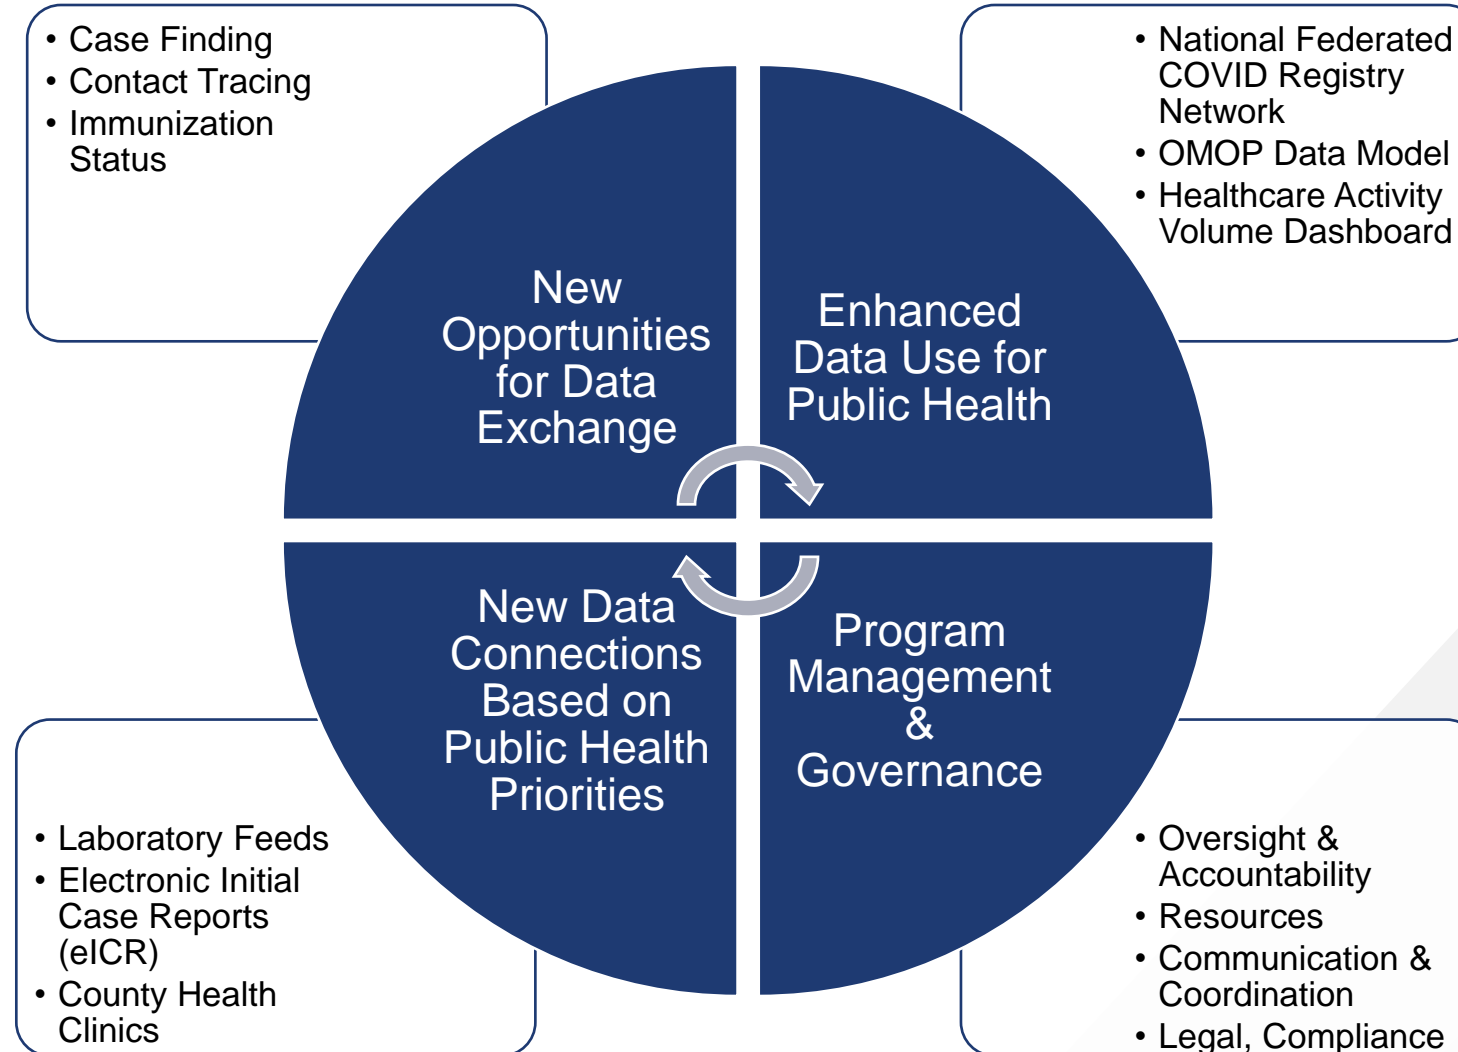 • Case Finding
• Contact Tracing
• Immunization
Status
• National Federated
COVID Registry
Network
• OMOP Data Model
• Healthcare Activity
Volume Dashboard
New
Opportunities
for Data
Exchange
Enhanced
Data Use for
Public Health
New Data
Connections
Based on
Public Health
Priorities
Program
Management
&
Governance
• Laboratory Feeds
• Electronic Initial
Case Reports
(eICR)
• County Health
Clinics
• Oversight &
Accountability
• Resources
• Communication &
Coordination
• Legal, Compliance